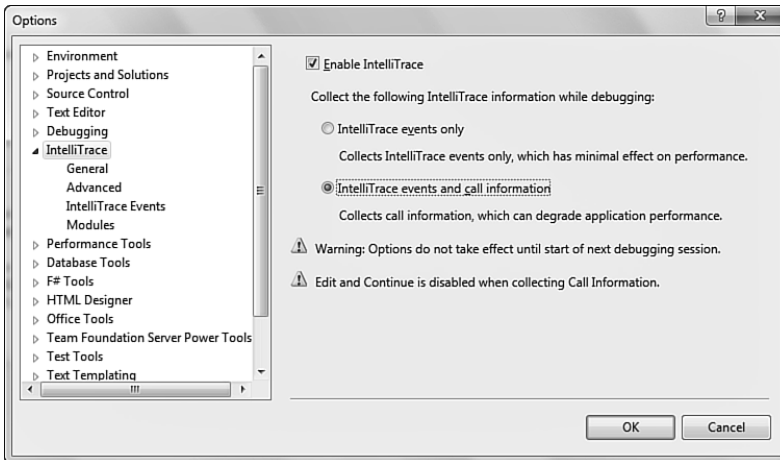 Options
Environment
Projects and Solutions
Source Control
Text Editor
Debugging
IntelliTrace
General
Advanced
IntelliTrace Events
Modules
Performance Tools
Database Tools
F# Tools
HTML Designer
Office Tools
Team Foundation Server Power Tools
Test Tools
Text Templating
Enable IntelliTrace
Collect the following IntelliTrace information while debugging:
IntelliTrace events only
Collects IntelliTrace events only, which has minimal effect on performance.
IntelliTrace events and call information
Collects call information, which can degrade application performance.
Warning: Options do not take effect until start of next debugging session.
Edit and Continue is disabled when collecting Call Information.
OK
Cancel